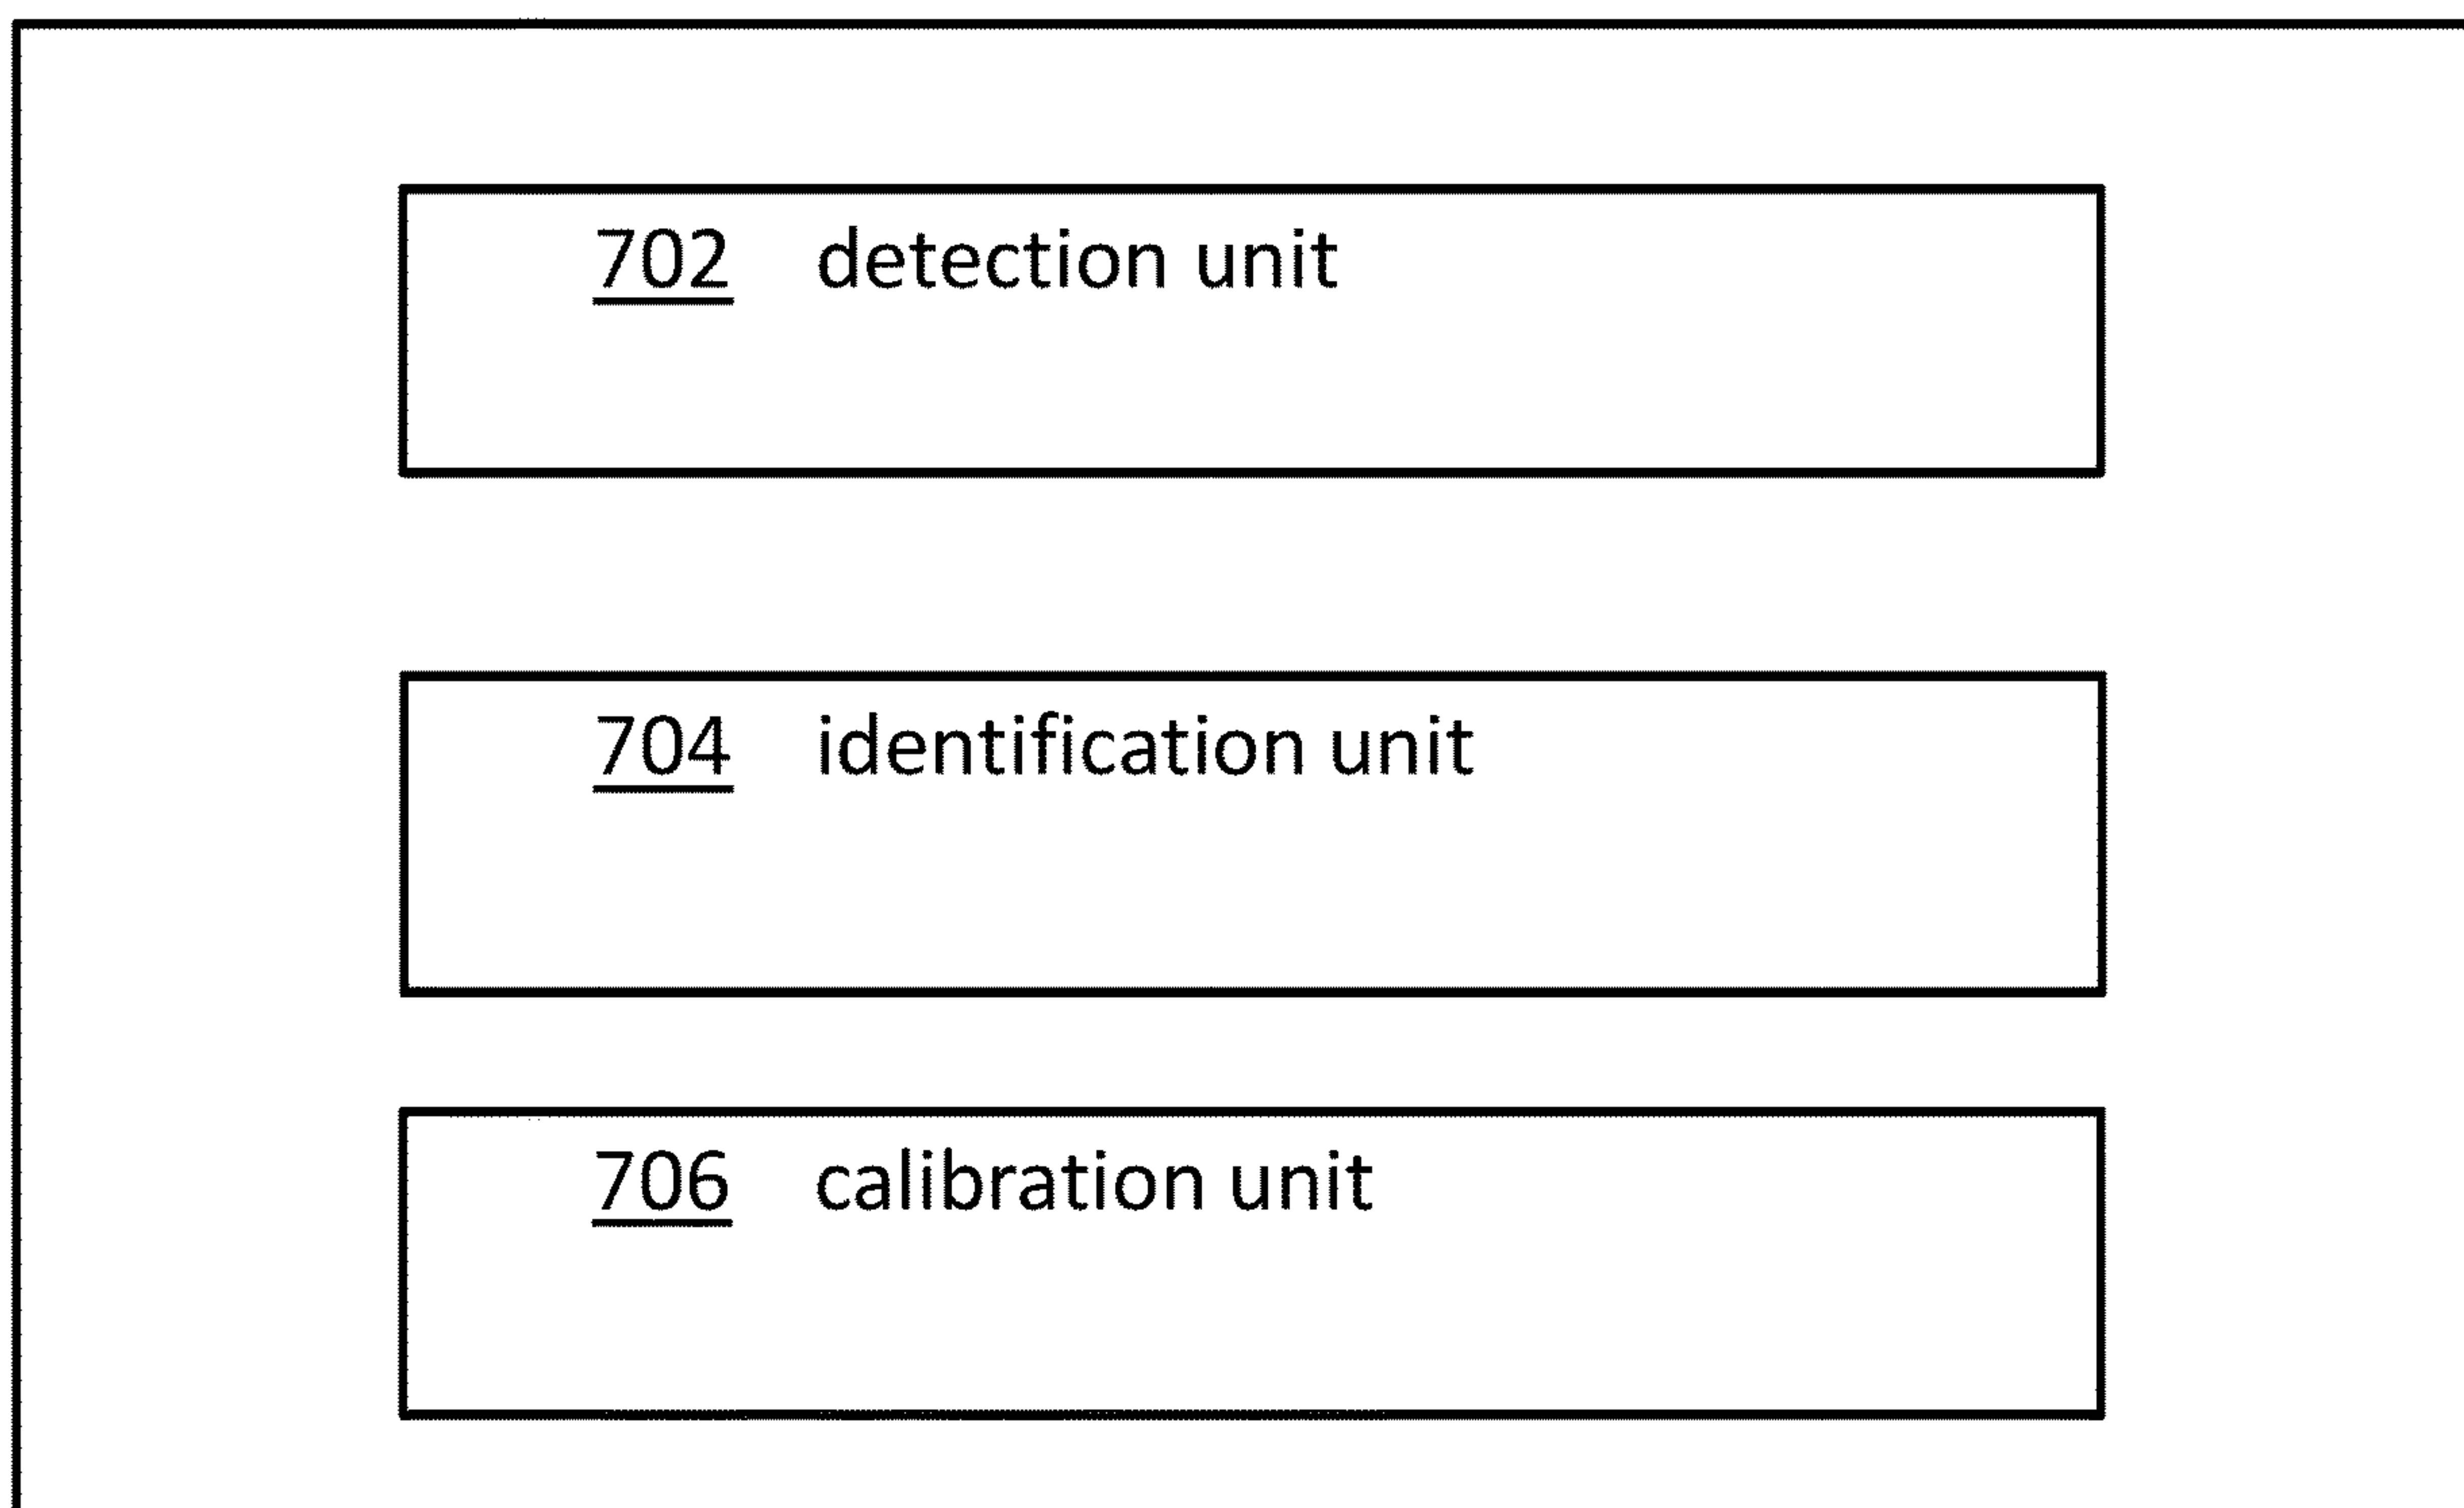 702 detection unit
704 identification unit
706 calibration unit